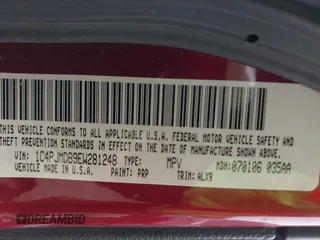 THIS VEHICLE CONFORMS TO ALL APPLICABLE U.S.A. FEDERAL MOTOR VEHICLE SAFETY AND
THEFT PREVENTION STANDARDS IN EFFECT ON THE DATE OF MANUFACTURE SHOWN ABOVE.
VIN: 1C4PJMDB9EW281248 TYPE: MPV MDH: 070106 035AA
VEHICLE MADE IN U.S.A. PAINT: PRP TRIM: ALX9
DREAMBID